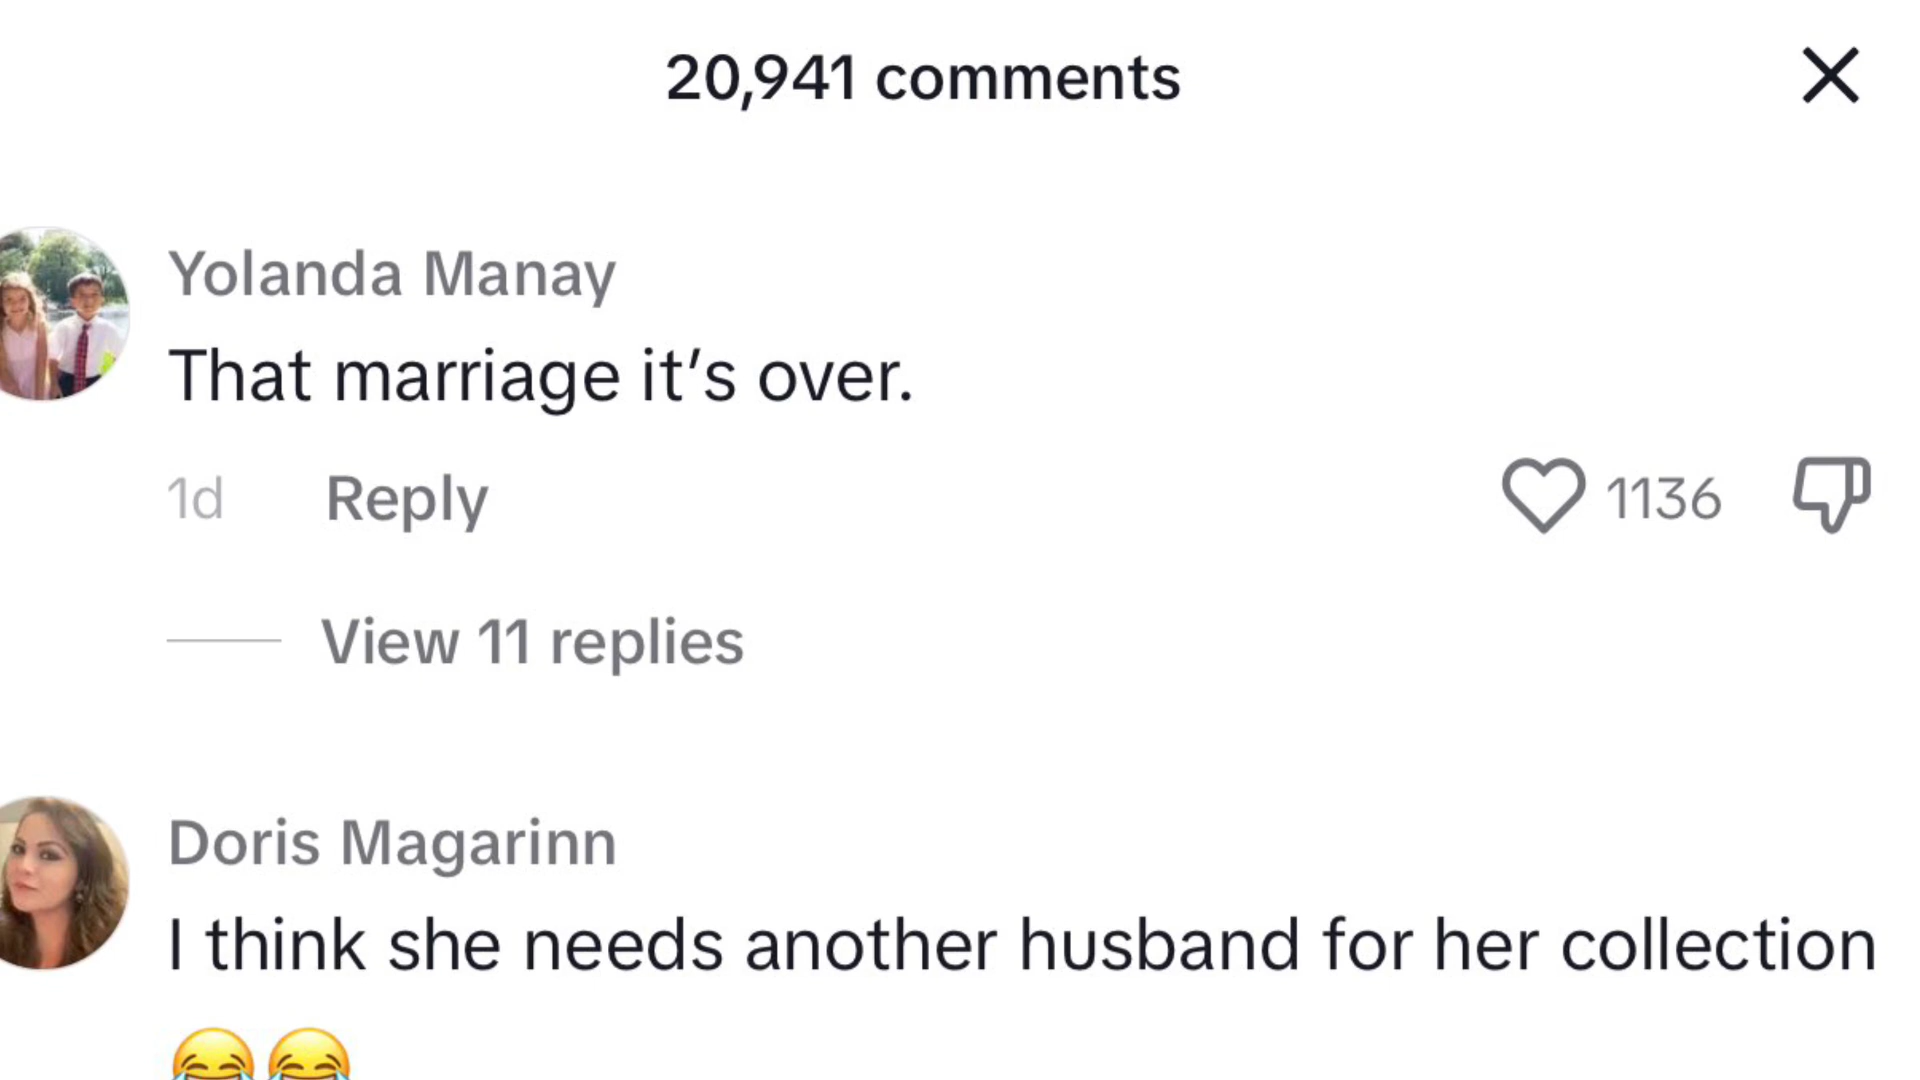 20,941 comments
Yolanda Manay
That marriage it’s over.
1d Reply 1136
View 11 replies
Doris Magarinn
I think she needs another husband for her collection
😂😂